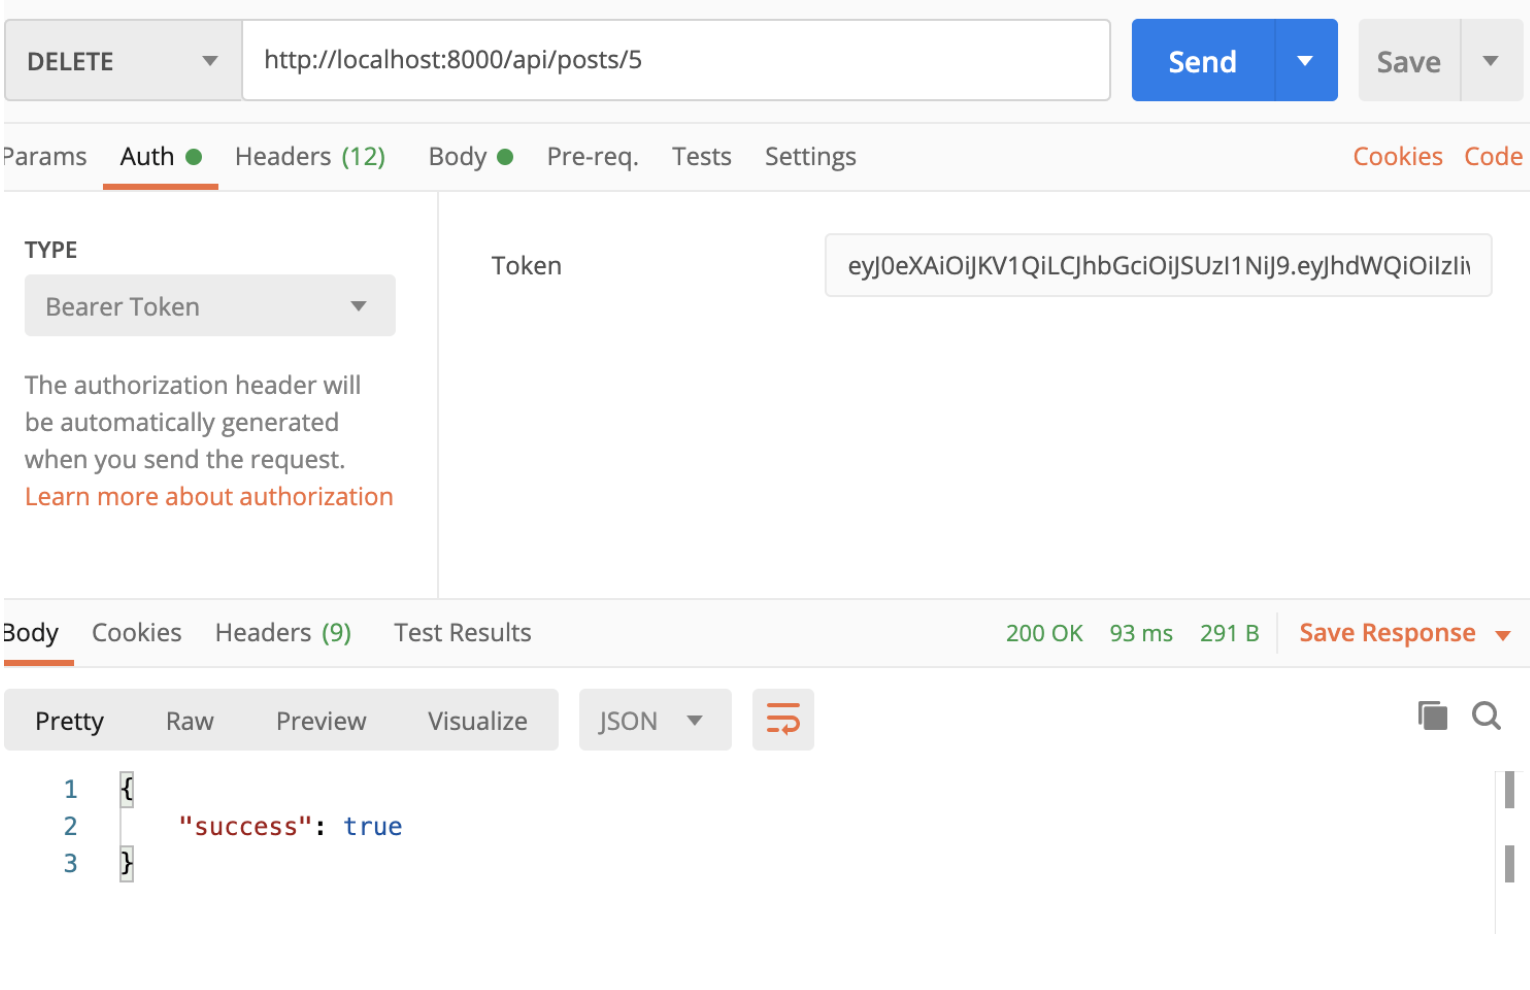 DELETE http://localhost:8000/api/posts/5 Send Save
Params Auth Headers (12) Body Pre-req. Tests Settings Cookies Code
TYPE
Bearer Token
The authorization header will
be automatically generated
when you send the request.
Learn more about authorization
Token eyJ0eXAiOiJKV1QiLCJhbGciOiJSUzI1NiJ9.eyJhdWQiOiIzIiv
Body Cookies Headers (9) Test Results 200 OK 93 ms 291 B Save Response
Pretty Raw Preview Visualize JSON
1 {
2 "success": true
3 }